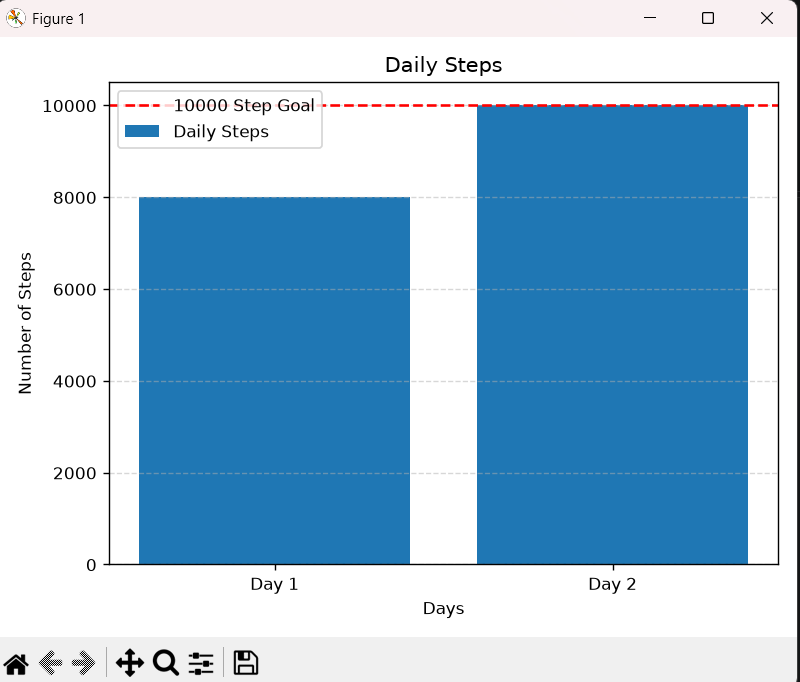 Figure 1
Daily Steps
10000 Step Goal
Daily Steps
10000
8000
6000
4000
2000
0
Number of Steps
Day 1
Day 2
Days